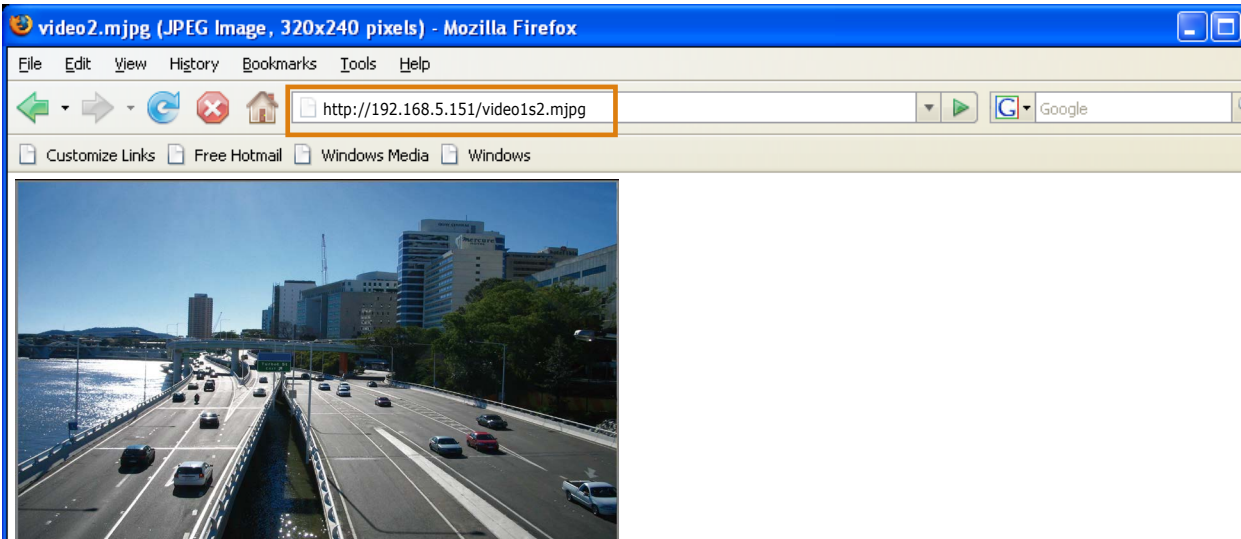 video2.mjpg (JPEG Image, 320x240 pixels) - Mozilla Firefox
File Edit View History Bookmarks Tools Help
http://192.168.5.151/video1s2.mjpg
G Google
Customize Links Free Hotmail Windows Media Windows